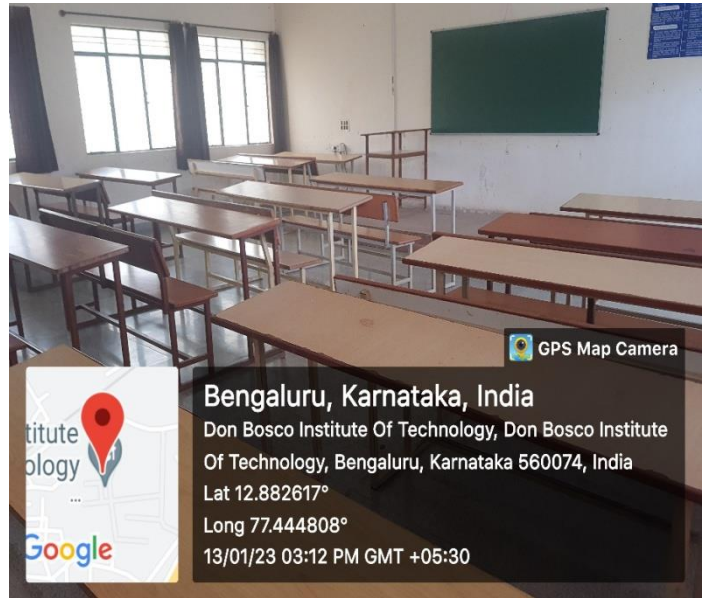 GPS Map Camera
titute
ology
...
Google
Bengaluru, Karnataka, India
Don Bosco Institute Of Technology, Don Bosco Institute
Of Technology, Bengaluru, Karnataka 560074, India
Lat 12.882617°
Long 77.444808°
13/01/23 03:12 PM GMT +05:30